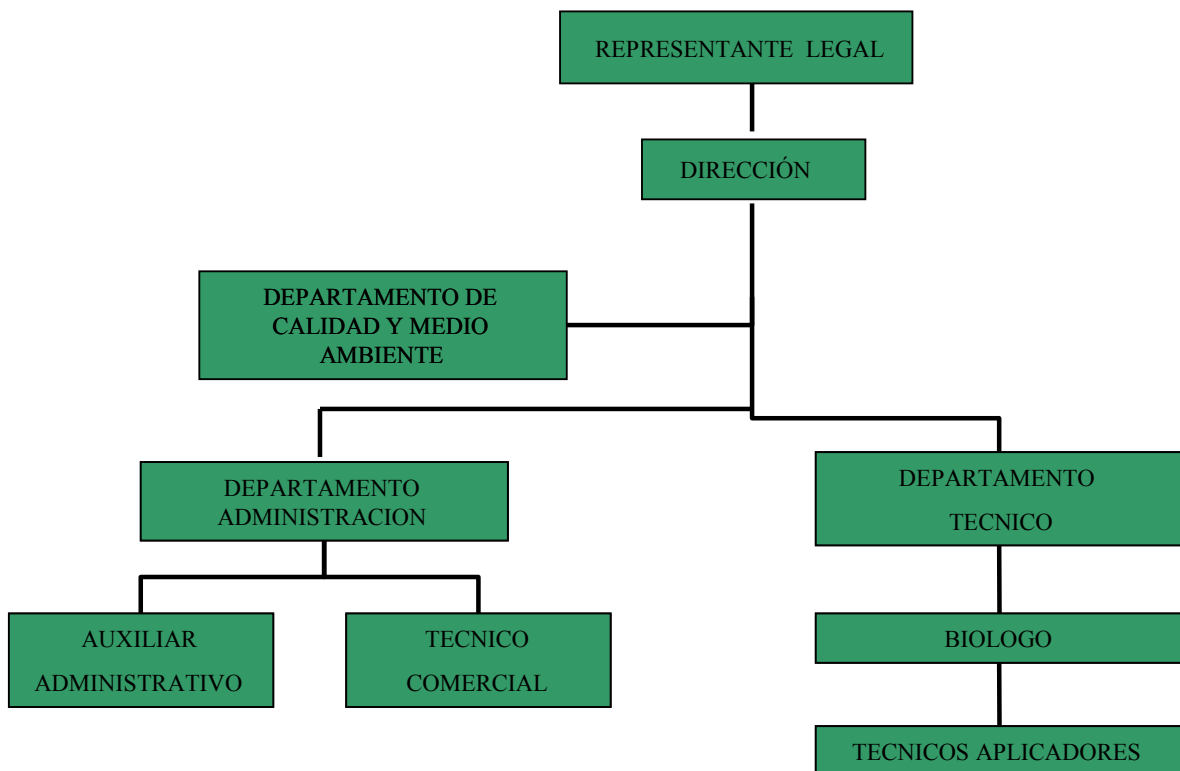 REPRESENTANTE LEGAL
DIRECCIÓN
DEPARTAMENTO DE
CALIDAD Y MEDIO
AMBIENTE
DEPARTAMENTO
ADMINISTRACION
DEPARTAMENTO
TECNICO
AUXILIAR
ADMINISTRATIVO
TECNICO
COMERCIAL
BIOLOGO
TECNICOS APLICADORES